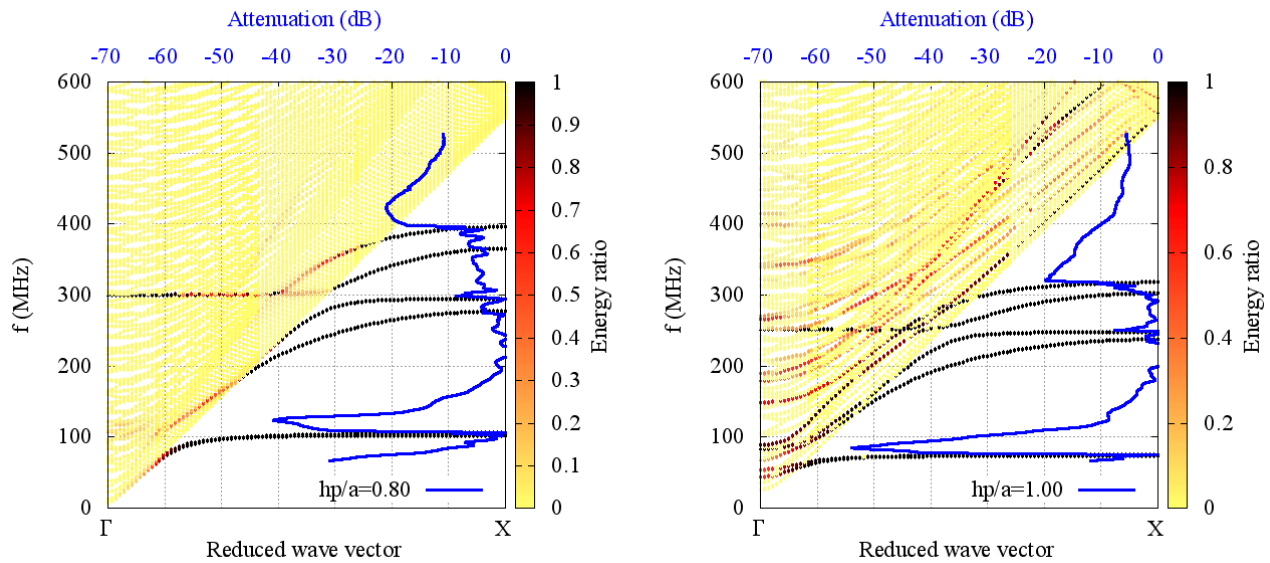 Attenuation (dB)
-70 -60 -50 -40 -30 -20 -10 0
600
500
400
300
200
100
0
f (MHz)
Γ X
Reduced wave vector
hp/a=0.80
1
0.9
0.8
0.7
0.6
0.5
0.4
0.3
0.2
0.1
0
Energy ratio
Attenuation (dB)
-70 -60 -50 -40 -30 -20 -10 0
600
500
400
300
200
100
0
f (MHz)
Γ X
Reduced wave vector
hp/a=1.00
1
0.8
0.6
0.4
0.2
0
Energy ratio